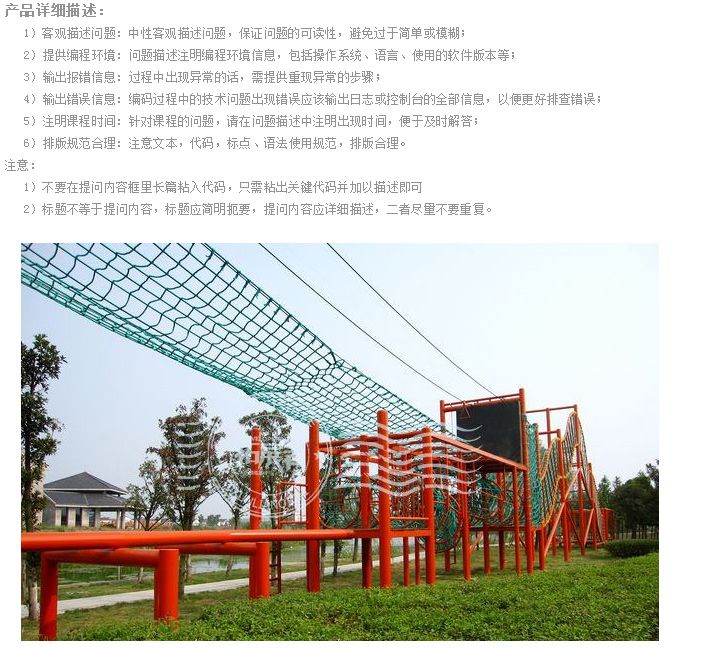 产品详细描述：
1）客观描述问题：中性客观描述问题，保证问题的可读性，避免过于简单或模糊；
2）提供编程环境：问题描述注明编程环境信息，包括操作系统、语言、使用的软件版本等；
3）输出报错信息：过程中出现异常的话，需提供重现异常的步骤；
4）输出错误信息：编码过程中的技术问题出现错误应该输出日志或控制台的全部信息，以便更好排查错误；
5）注明课程时间：针对课程的问题，请在问题描述中注明出现时间，便于及时解答；
6）排版规范合理：注意文本，代码，标点、语法使用规范，排版合理。
注意：
1）不要在提问内容框里长篇粘入代码，只需粘出关键代码并加以描述即可
2）标题不等于提问内容，标题应简明扼要，提问内容应详细描述，二者尽量不要重复。